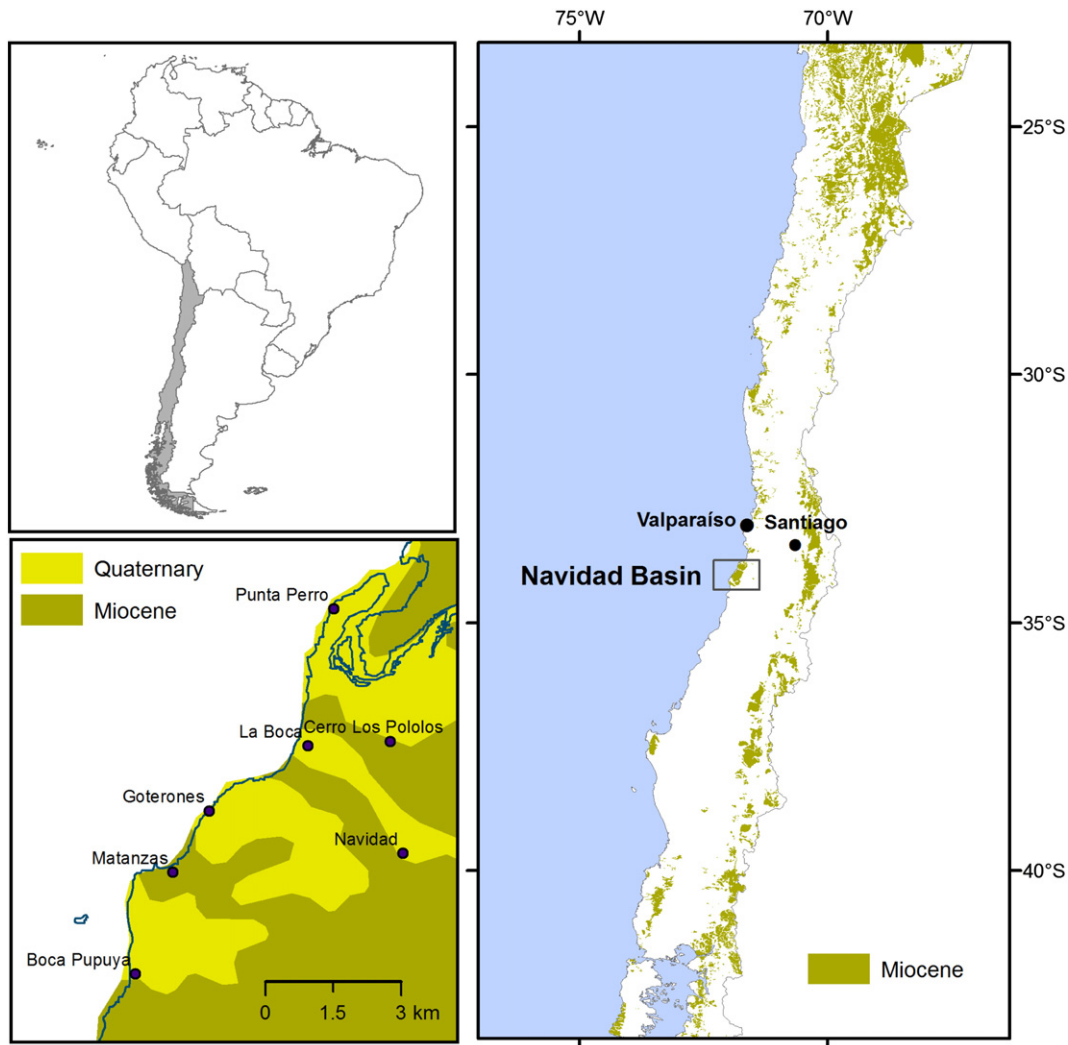 75°W
70°W
25°S
30°S
35°S
40°S
Valparaíso
Santiago
Navidad Basin
Miocene
Quaternary
Miocene
Punta Perro
La Boca
Cerro Los Pololos
Goterones
Navidad
Matanzas
Boca Pupuya
0 1.5 3 km